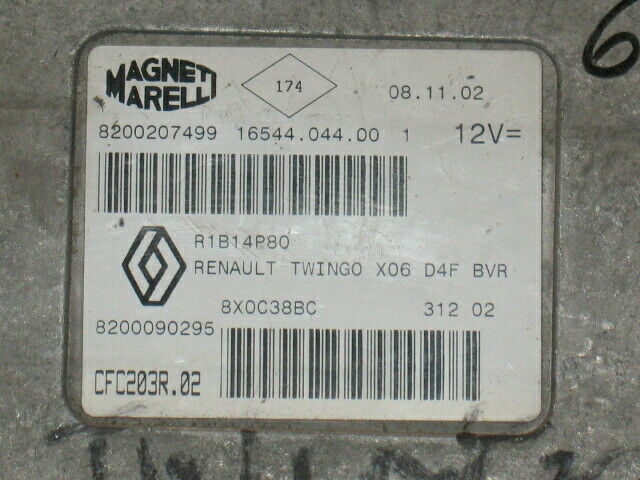 MAGNETI MARELLI
174
08.11.02
8200207499 16544.044.00 1 12V=
R1B14P80
RENAULT TWINGO X06 D4F BVR
8X0C38BC 312 02
8200090295
CFC203R.02
6